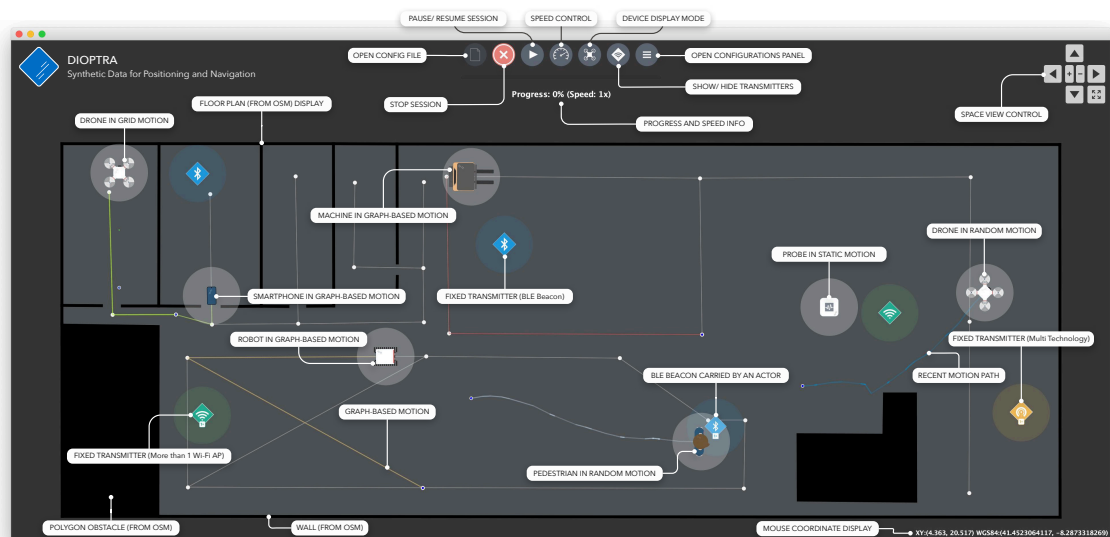 PAUSE/ RESUME SESSION
SPEED CONTROL
DEVICE DISPLAY MODE
OPEN CONFIG FILE
OPEN CONFIGURATIONS PANEL
DIOPTRA
Synthetic Data for Positioning and Navigation
STOP SESSION
SHOW/ HIDE TRANSMITTERS
Progress: 0% (Speed: 1x)
FLOOR PLAN (FROM OSM) DISPLAY
SPACE VIEW CONTROL
DRONE IN GRID MOTION
PROGRESS AND SPEED INFO
MACHINE IN GRAPH-BASED MOTION
DRONE IN RANDOM MOTION
PROBE IN STATIC MOTION
SMARTPHONE IN GRAPH-BASED MOTION
FIXED TRANSMITTER (BLE Beacon)
ROBOT IN GRAPH-BASED MOTION
FIXED TRANSMITTER (Multi Technology)
BLE BEACON CARRIED BY AN ACTOR
RECENT MOTION PATH
GRAPH-BASED MOTION
FIXED TRANSMITTER (More than 1 Wi-Fi AP)
PEDESTRIAN IN RANDOM MOTION
POLYGON OBSTACLE (FROM OSM)
WALL (FROM OSM)
MOUSE COORDINATE DISPLAY
XY:(4.363, 20.517) WGS84:(41.4523064117, -8.2873318269)